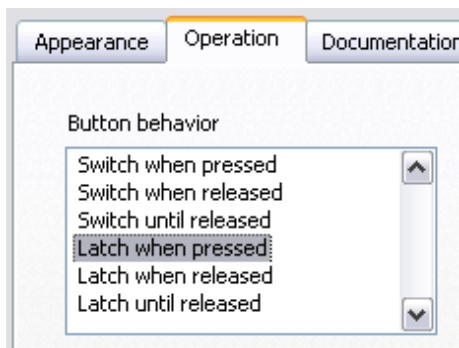 Appearance Operation Documentation
Button behavior
Switch when pressed
Switch when released
Switch until released
Latch when pressed
Latch when released
Latch until released